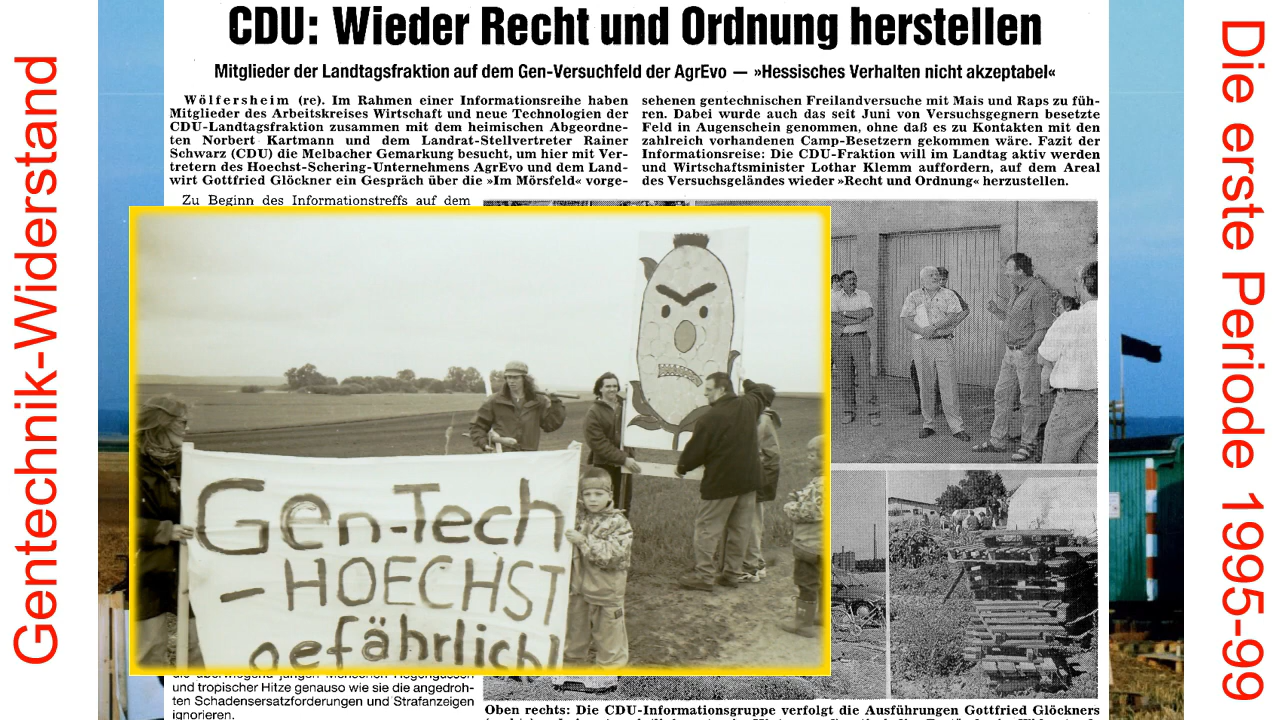 Gentechnik-Widerstand
CDU: Wieder Recht und Ordnung herstellen
Mitglieder der Landtagsfraktion auf dem Gen-Versuchfeld der AgrEvo — »Hessisches Verhalten nicht akzeptabel«
Wölfersheim (re). Im Rahmen einer Informationsreihe haben
Mitglieder des Arbeitskreises Wirtschaft und neue Technologien der
CDU-Landtagsfraktion zusammen mit dem heimischen Abgeordne-
ten Norbert Kartmann und dem Landrat-Stellvertreter Rainer
Schwarz (CDU) die Melbacher Gemarkung besucht, um hier mit Ver-
tretern des Hoechst-Schering-Unternehmens AgrEvo und dem Land-
wirt Gottfried Glöckner ein Gespräch über die »Im Mörsfeld« vorge-
sehenen gentechnischen Freilandversuche mit Mais und Raps zu füh-
ren. Dabei wurde auch das seit Juni von Versuchsgegnern besetzte
Feld in Augenschein genommen, ohne daß es zu Kontakten mit den
zahlreich vorhandenen Camp-Besetzern gekommen wäre. Fazit der
Informationsreise: Die CDU-Fraktion will im Landtag aktiv werden
und Wirtschaftsminister Lothar Klemm auffordern, auf dem Areal
des Versuchsgeländes wieder »Recht und Ordnung« herzustellen.
Zu Beginn des Informationstreffs auf dem
Gen-Tech
- HOECHST
gefährlich!
und tropischer Hitze genauso wie sie die angedroh-
ten Schadensersatzforderungen und Strafanzeigen
ignorieren.
Oben rechts: Die CDU-Informationsgruppe verfolgt die Ausführungen Gottfried Glöckners
Die erste Periode 1995-99